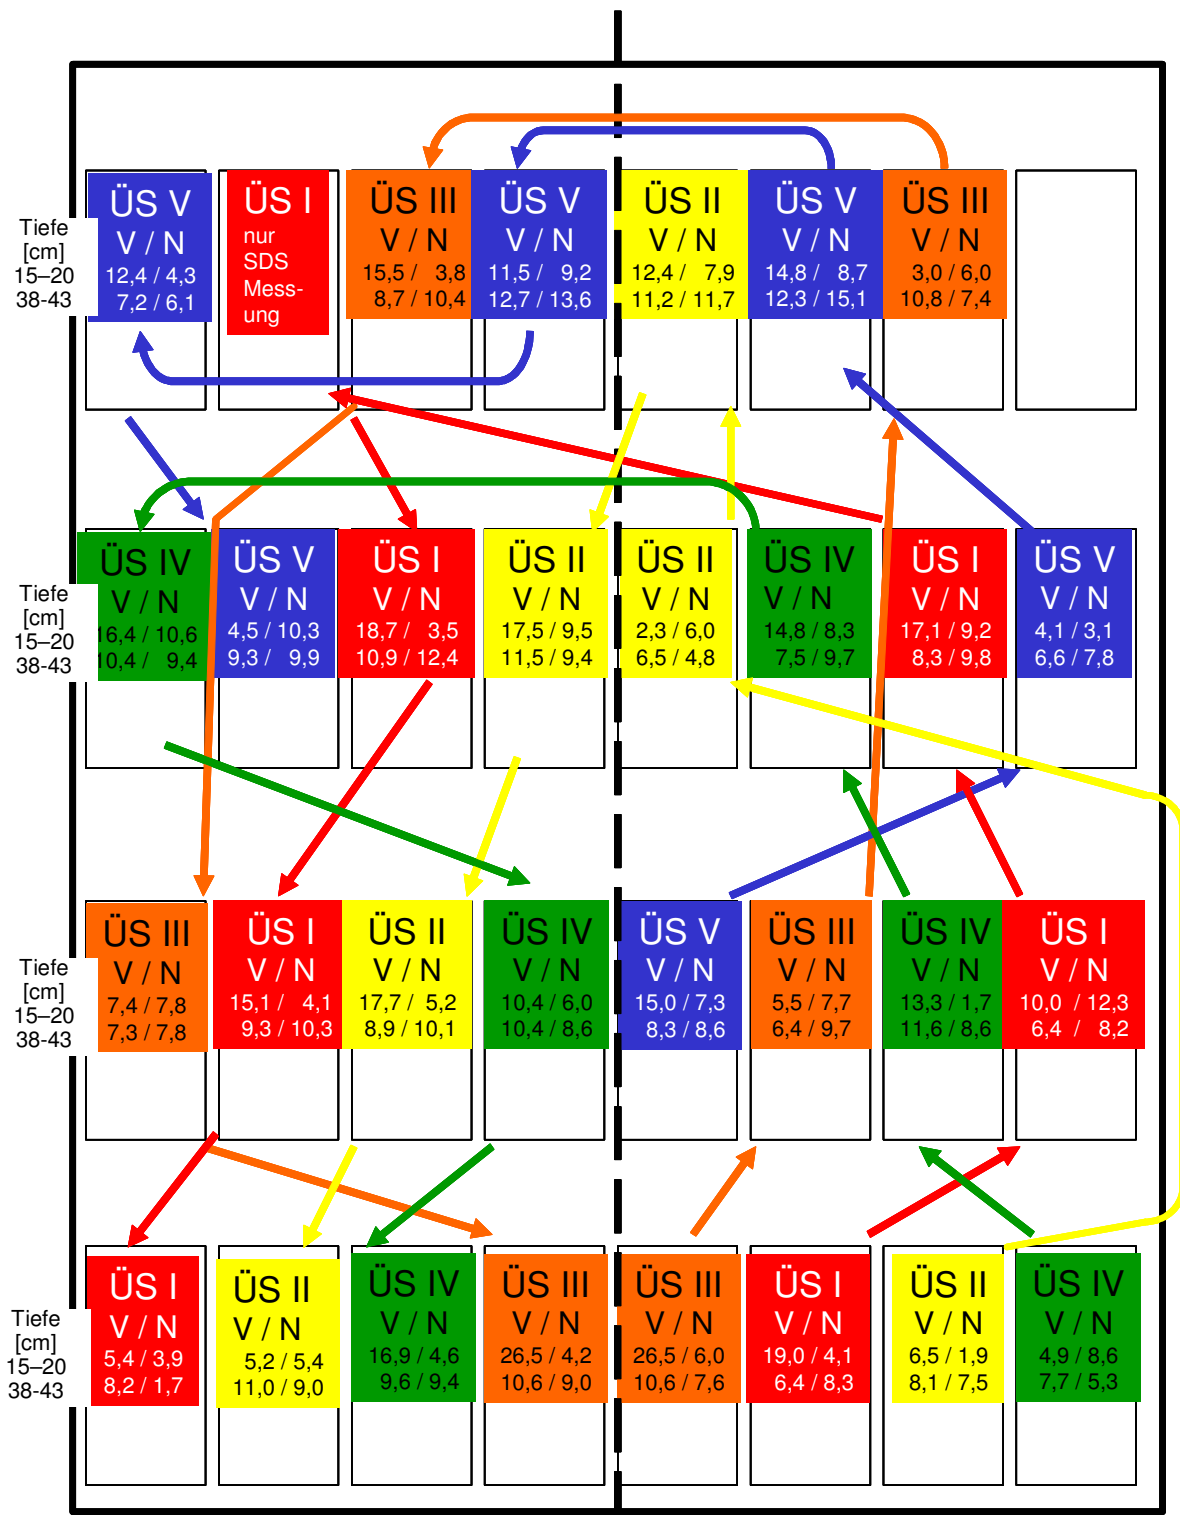 Tiefe
[cm]
15–20
38-43
ÜS V
V / N
12,4 / 4,3
7,2 / 6,1
ÜS I
nur
SDS
Mess-
ung
ÜS III
V / N
15,5 / 3,8
8,7 / 10,4
ÜS V
V / N
11,5 / 9,2
12,7 / 13,6
ÜS II
V / N
12,4 / 7,9
11,2 / 11,7
ÜS V
V / N
14,8 / 8,7
12,3 / 15,1
ÜS III
V / N
3,0 / 6,0
10,8 / 7,4
Tiefe
[cm]
15–20
38-43
ÜS IV
V / N
16,4 / 10,6
10,4 / 9,4
ÜS V
V / N
4,5 / 10,3
9,3 / 9,9
ÜS I
V / N
18,7 / 3,5
10,9 / 12,4
ÜS II
V / N
17,5 / 9,5
11,5 / 9,4
ÜS II
V / N
2,3 / 6,0
6,5 / 4,8
ÜS IV
V / N
14,8 / 8,3
7,5 / 9,7
ÜS I
V / N
17,1 / 9,2
8,3 / 9,8
ÜS V
V / N
4,1 / 3,1
6,6 / 7,8
Tiefe
[cm]
15–20
38-43
ÜS III
V / N
7,4 / 7,8
7,3 / 7,8
ÜS I
V / N
15,1 / 4,1
9,3 / 10,3
ÜS II
V / N
17,7 / 5,2
8,9 / 10,1
ÜS IV
V / N
10,4 / 6,0
10,4 / 8,6
ÜS V
V / N
15,0 / 7,3
8,3 / 8,6
ÜS III
V / N
5,5 / 7,7
6,4 / 9,7
ÜS IV
V / N
13,3 / 1,7
11,6 / 8,6
ÜS I
V / N
10,0 / 12,3
6,4 / 8,2
Tiefe
[cm]
15–20
38-43
ÜS I
V / N
5,4 / 3,9
8,2 / 1,7
ÜS II
V / N
5,2 / 5,4
11,0 / 9,0
ÜS IV
V / N
16,9 / 4,6
9,6 / 9,4
ÜS III
V / N
26,5 / 4,2
10,6 / 9,0
ÜS III
V / N
26,5 / 6,0
10,6 / 7,6
ÜS I
V / N
19,0 / 4,1
6,4 / 8,3
ÜS II
V / N
6,5 / 1,9
8,1 / 7,5
ÜS IV
V / N
4,9 / 8,6
7,7 / 5,3